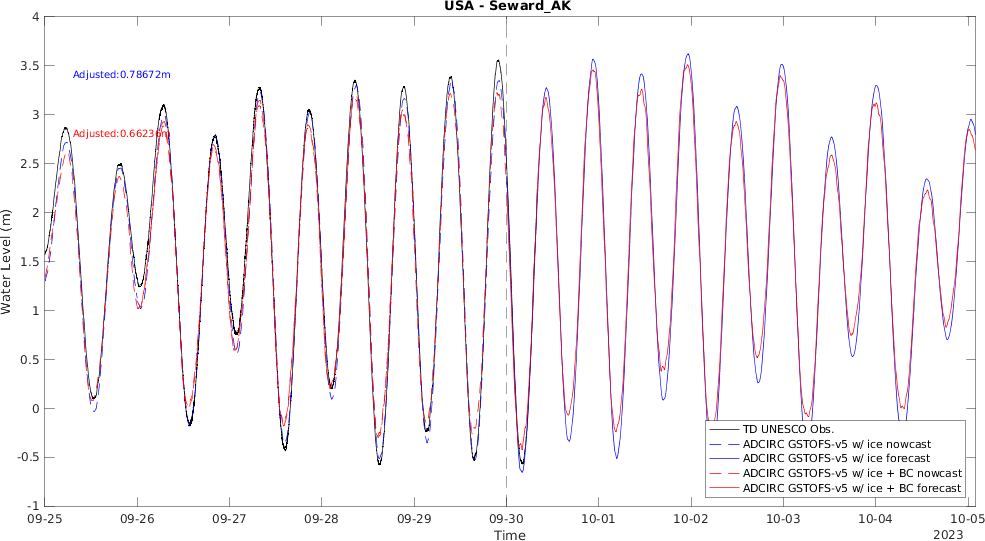 USA - Seward_AK
4
3.5
3
2.5
2
1.5
1
0.5
0
-0.5
-1
Water Level (m)
Adjusted:0.78672m
Adjusted:0.66236m
TD UNESCO Obs.
ADCIRC GSTOFS-v5 w/ ice nowcast
ADCIRC GSTOFS-v5 w/ ice forecast
ADCIRC GSTOFS-v5 w/ ice + BC nowcast
ADCIRC GSTOFS-v5 w/ ice + BC forecast
09-25 09-26 09-27 09-28 09-29 09-30 10-01 10-02 10-03 10-04 10-05
Time
2023